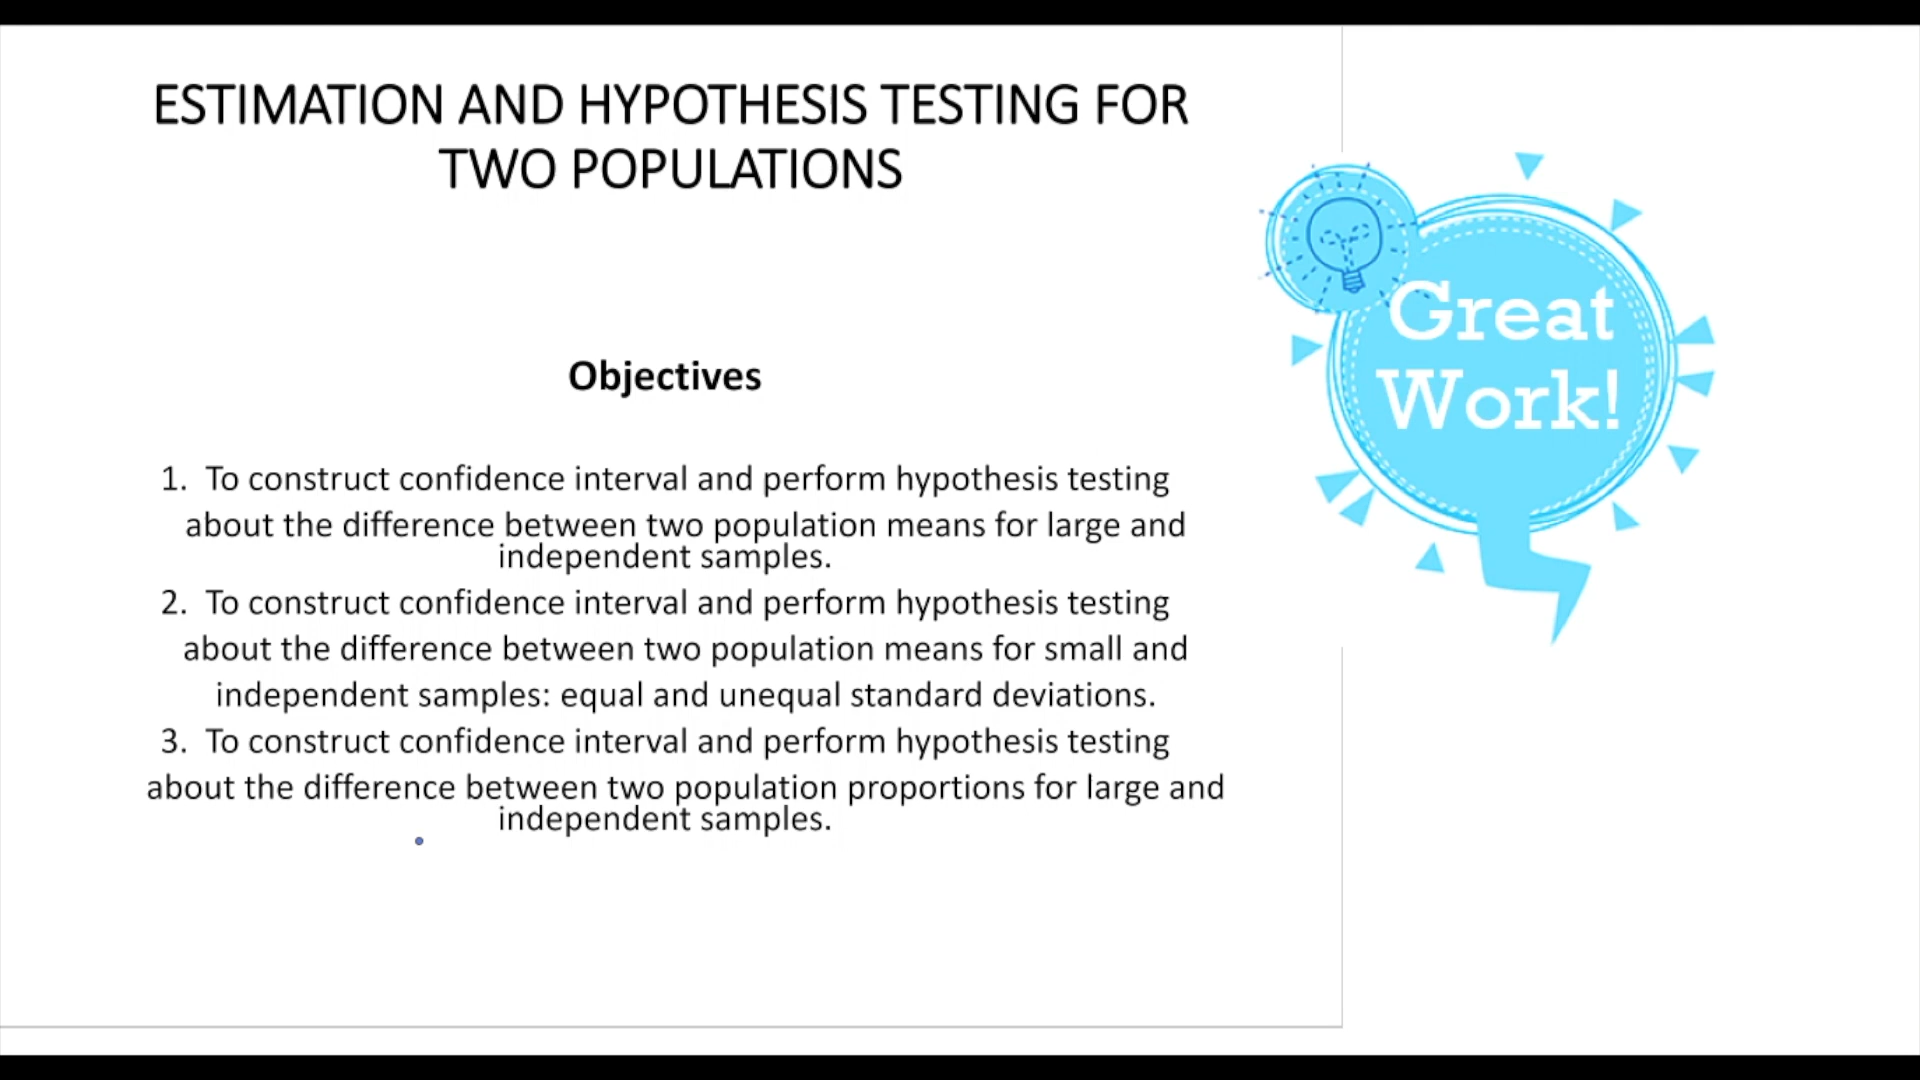 ESTIMATION AND HYPOTHESIS TESTING FOR
TWO POPULATIONS
Great
Work!
Objectives
1. To construct confidence interval and perform hypothesis testing
about the difference between two population means for large and
independent samples.
2. To construct confidence interval and perform hypothesis testing
about the difference between two population means for small and
independent samples: equal and unequal standard deviations.
3. To construct confidence interval and perform hypothesis testing
about the difference between two population proportions for large and
independent samples.